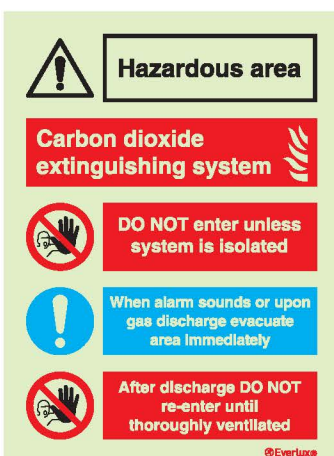 Hazardous area
Carbon dioxide
extinguishing system
DO NOT enter unless
system is isolated
When alarm sounds or upon
gas discharge evacuate
area immediately
After discharge DO NOT
re-enter until
thoroughly ventilated
Everlux®